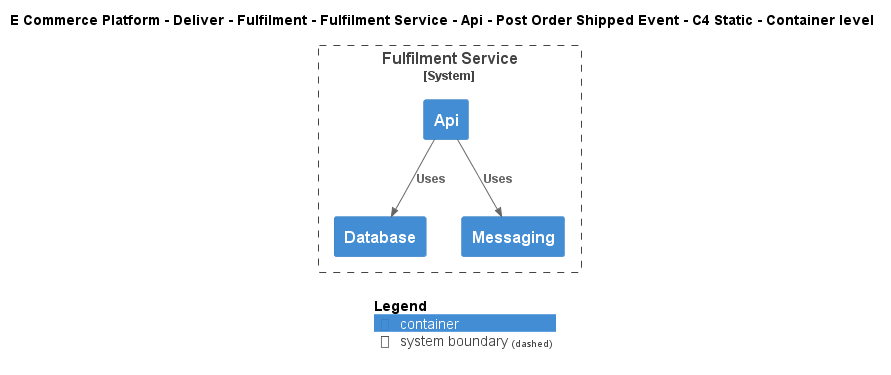 E Commerce Platform - Deliver - Fulfilment - Fulfilment Service - Api - Post Order Shipped Event - C4 Static - Container level
Fulfilment Service
[System]
Api
Uses Uses
Database Messaging
Legend
container
system boundary (dashed)